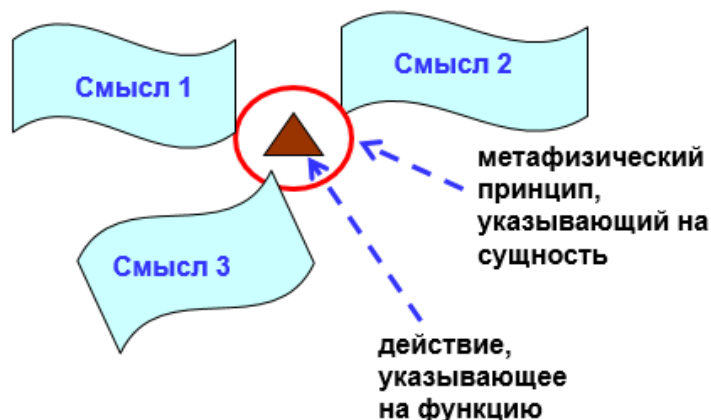 Смысл 1
Смысл 2
метафизический
принцип,
указывающий на
сущность
Смысл 3
действие,
указывающее
на функцию